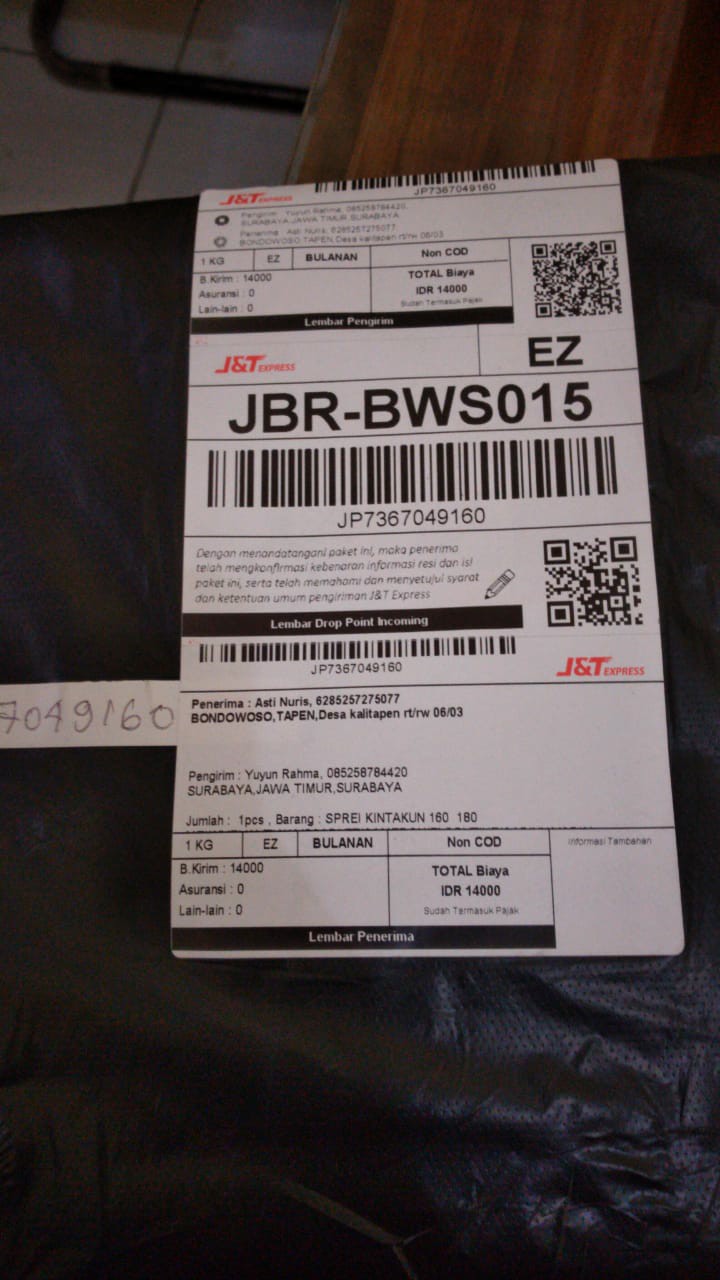 J&T EXPRESS
JP7367049160
Pengirim : Yuyun Rahma, 085258784420,
SURABAYA,JAWA TIMUR,SURABAYA
Penerima : Asti Nuris, 6285257275077
BONDOWOSO,TAPEN,Desa kalitapen rt/rw 06/03
1 KG EZ BULANAN Non COD
B.Kirim : 14000
Asuransi : 0
Lain-lain : 0
TOTAL Biaya
IDR 14000
Sudah Termasuk Pajak
Lembar Pengirim
J&T EXPRESS
EZ
JBR-BWS015
JP7367049160
Dengan menandatangani paket ini, maka penerima
telah mengkonfirmasi kebenaran informasi resi dan isi
paket ini, serta telah memahami dan menyetujui syarat
dan ketentuan umum pengiriman J&T Express
Lembar Drop Point Incoming
JP7367049160
J&T EXPRESS
7049160
Penerima : Asti Nuris, 6285257275077
BONDOWOSO,TAPEN,Desa kalitapen rt/rw 06/03
Pengirim : Yuyun Rahma, 085258784420
SURABAYA,JAWA TIMUR,SURABAYA
Jumlah : 1pcs , Barang : SPREI KINTAKUN 160 180
1 KG EZ BULANAN Non COD
Informasi Tambahan
B.Kirim : 14000
Asuransi : 0
Lain-lain : 0
TOTAL Biaya
IDR 14000
Sudah Termasuk Pajak
Lembar Penerima